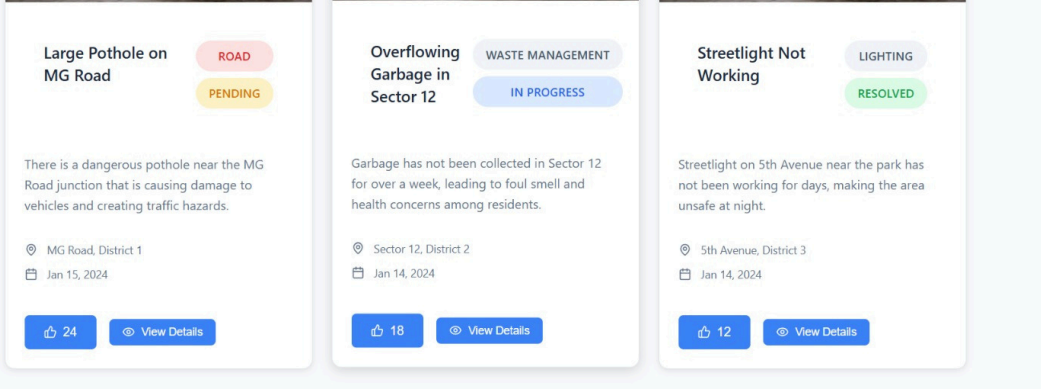 Large Pothole on
MG Road
ROAD
PENDING
There is a dangerous pothole near the MG
Road junction that is causing damage to
vehicles and creating traffic hazards.
MG Road, District 1
Jan 15, 2024
24
View Details
Overflowing
Garbage in
Sector 12
WASTE MANAGEMENT
IN PROGRESS
Garbage has not been collected in Sector 12
for over a week, leading to foul smell and
health concerns among residents.
Sector 12, District 2
Jan 14, 2024
18
View Details
Streetlight Not
Working
LIGHTING
RESOLVED
Streetlight on 5th Avenue near the park has
not been working for days, making the area
unsafe at night.
5th Avenue, District 3
Jan 14, 2024
12
View Details